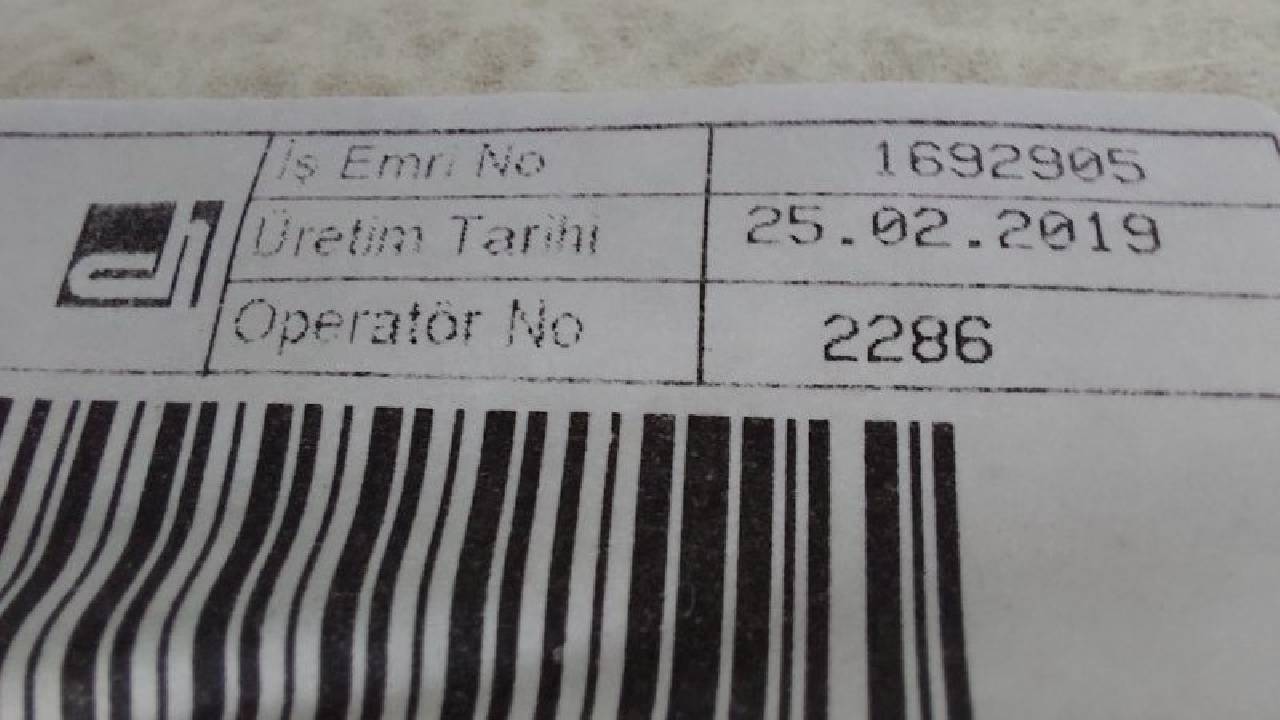 İş Emri No 1692905
Üretim Tarihi 25.02.2019
Operatör No 2286